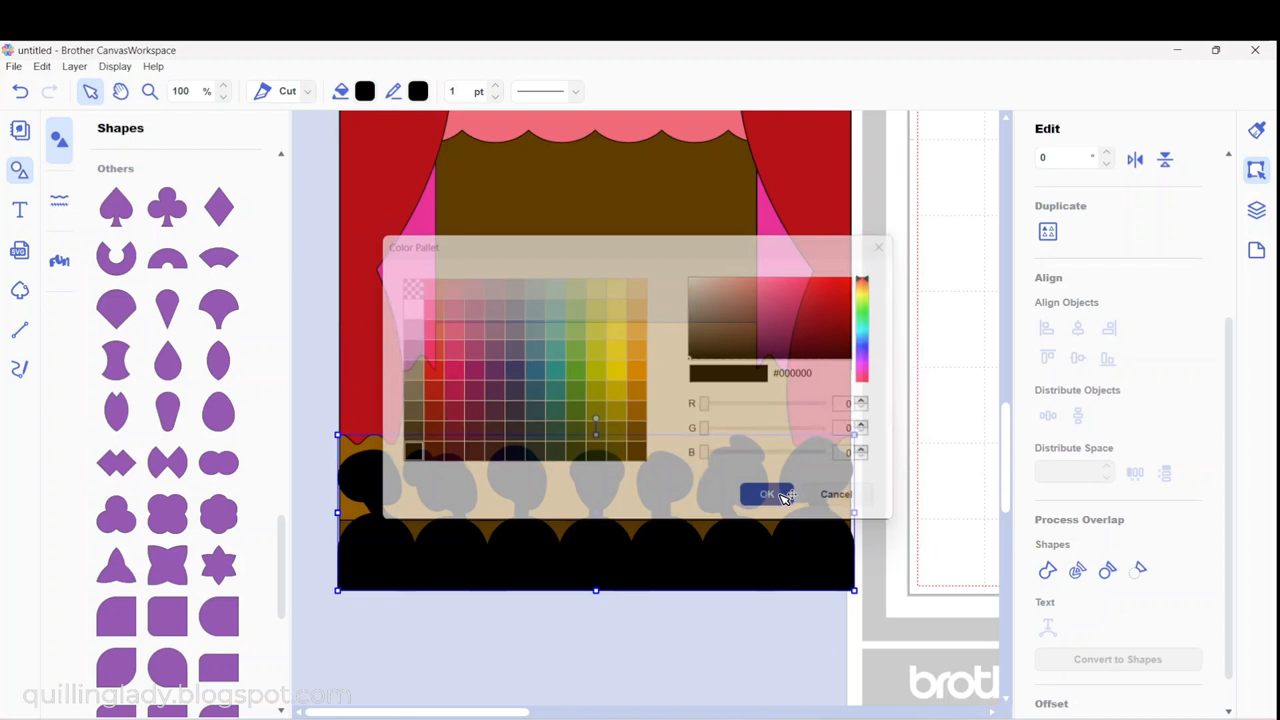 untitled - Brother CanvasWorkspace
File Edit Layer Display Help
100 % Cut 1 pt
Shapes
Others
Color Pallet
#000000
R 0
G 0
B 0
OK Cancel
Edit
0 °
Duplicate
Align
Align Objects
Distribute Objects
Distribute Space
Process Overlap
Shapes
Text
Convert to Shapes
Offset
SVG
T
broth
quillinglady.blogspot.com